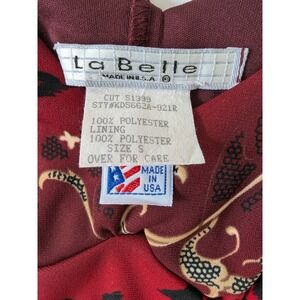 La Belle
MADE IN U.S.A. ©
CUT 51399
STY#KDS662A-921R
100% POLYESTER
LINING
100% POLYESTER
SIZE S
OVER FOR CARE
MADE
IN
USA